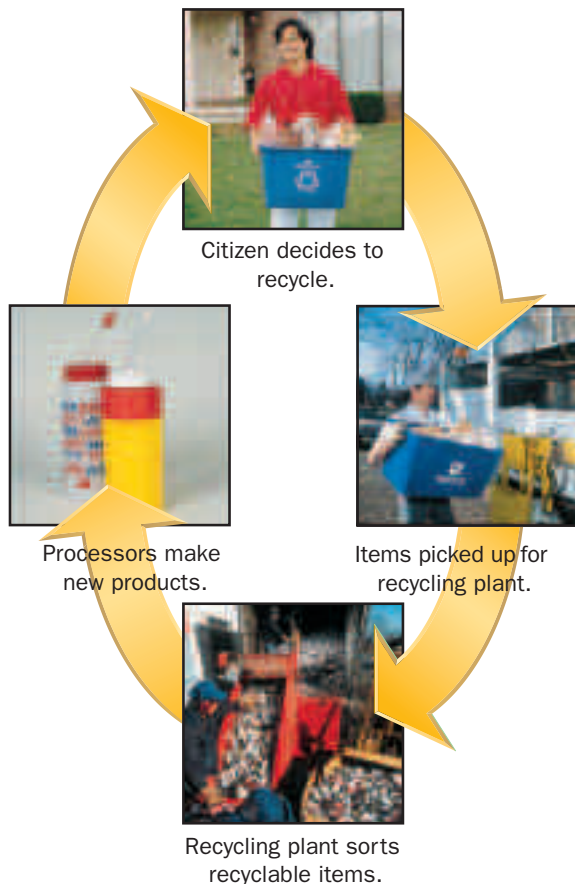 Citizen decides to
recycle.
Items picked up for
recycling plant.
Recycling plant sorts
recyclable items.
Processors make
new products.